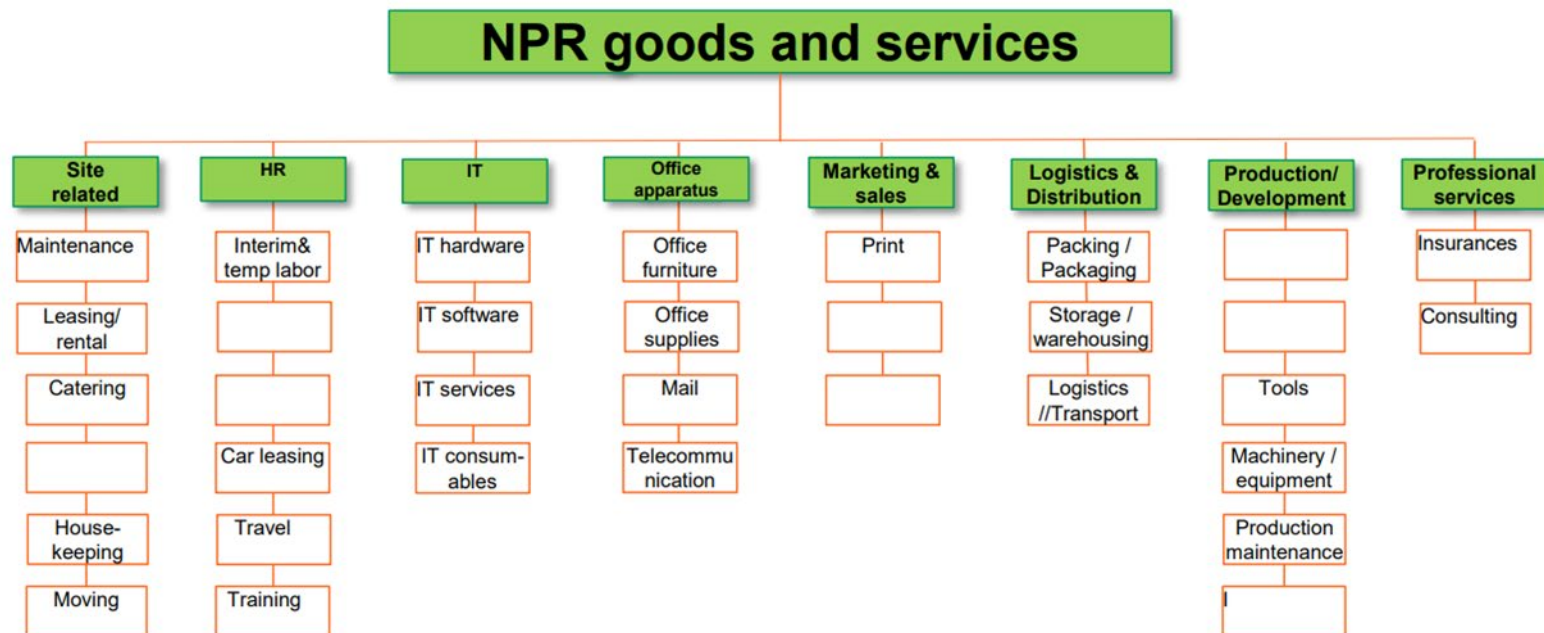 NPR goods and services
Site
related
Maintenance
Leasing/
rental
Catering
House-
keeping
Moving
HR
Interim&
temp labor
Car leasing
Travel
Training
IT
IT hardware
IT software
IT services
IT consum-
ables
Office
apparatus
Office
furniture
Office
supplies
Mail
Telecommu
nication
Marketing &
sales
Print
Logistics &
Distribution
Packing /
Packaging
Storage /
warehousing
Logistics
//Transport
Production/
Development
Tools
Machinery /
equipment
Production
maintenance
I
Professional
services
Insurances
Consulting